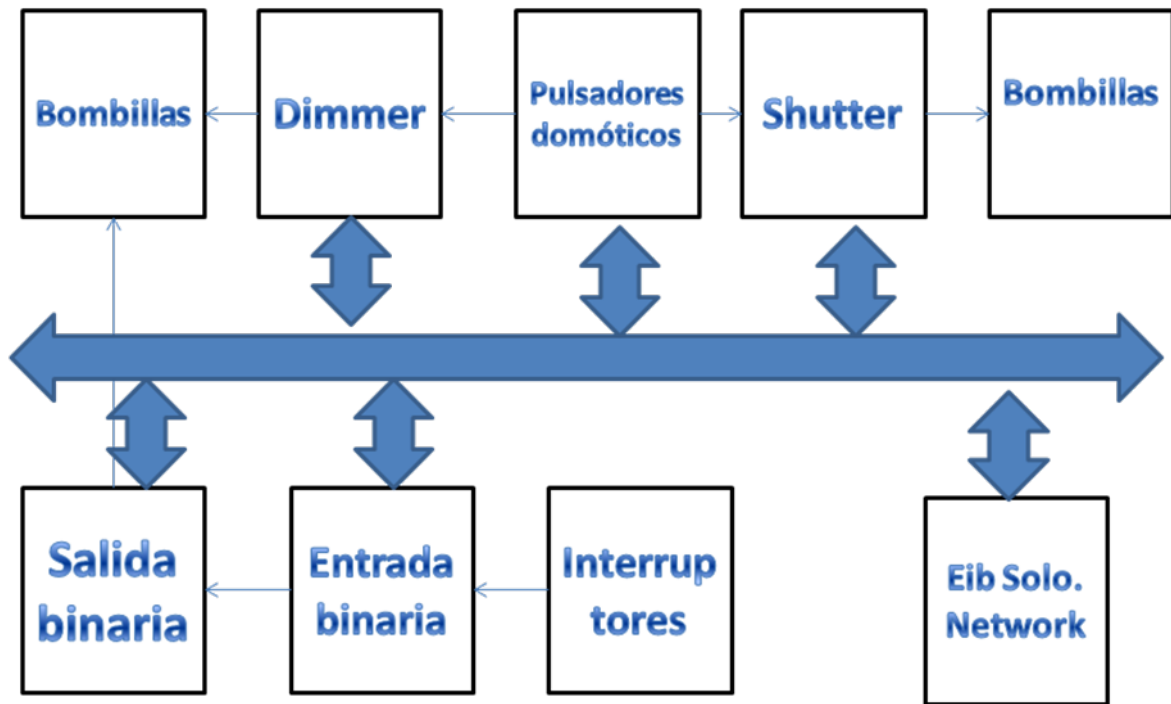 Bombillas
Dimmer
Pulsadores
domóticos
Shutter
Bombillas
Salida
binaria
Entrada
binaria
Interrup
tores
Eib Solo.
Network